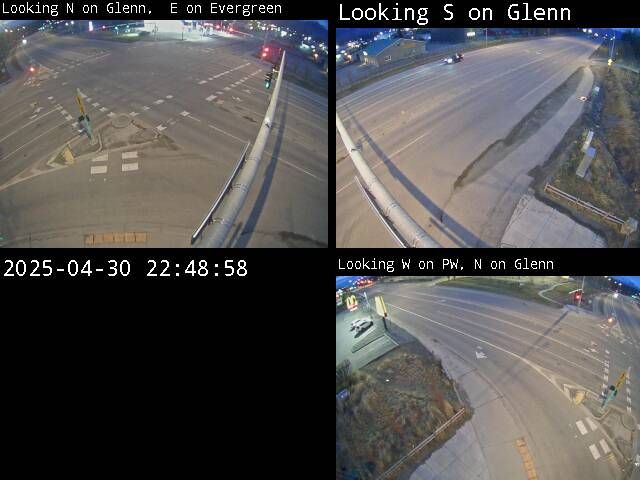 Looking N on Glenn, E on Evergreen
Looking S on Glenn
2025-04-30 22:48:58
Looking W on PW, N on Glenn